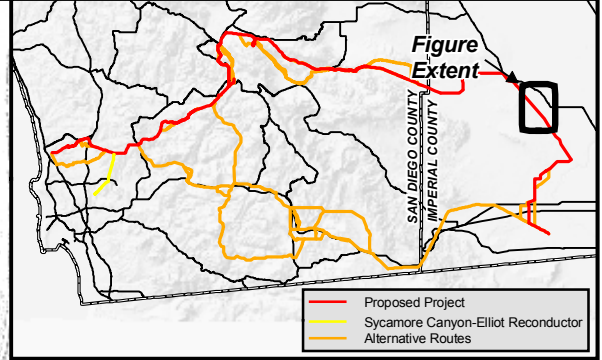 Figure
Extent
SAN DIEGO COUNTY
IMPERIAL COUNTY
Proposed Project
Sycamore Canyon-Elliot Reconductor
Alternative Routes